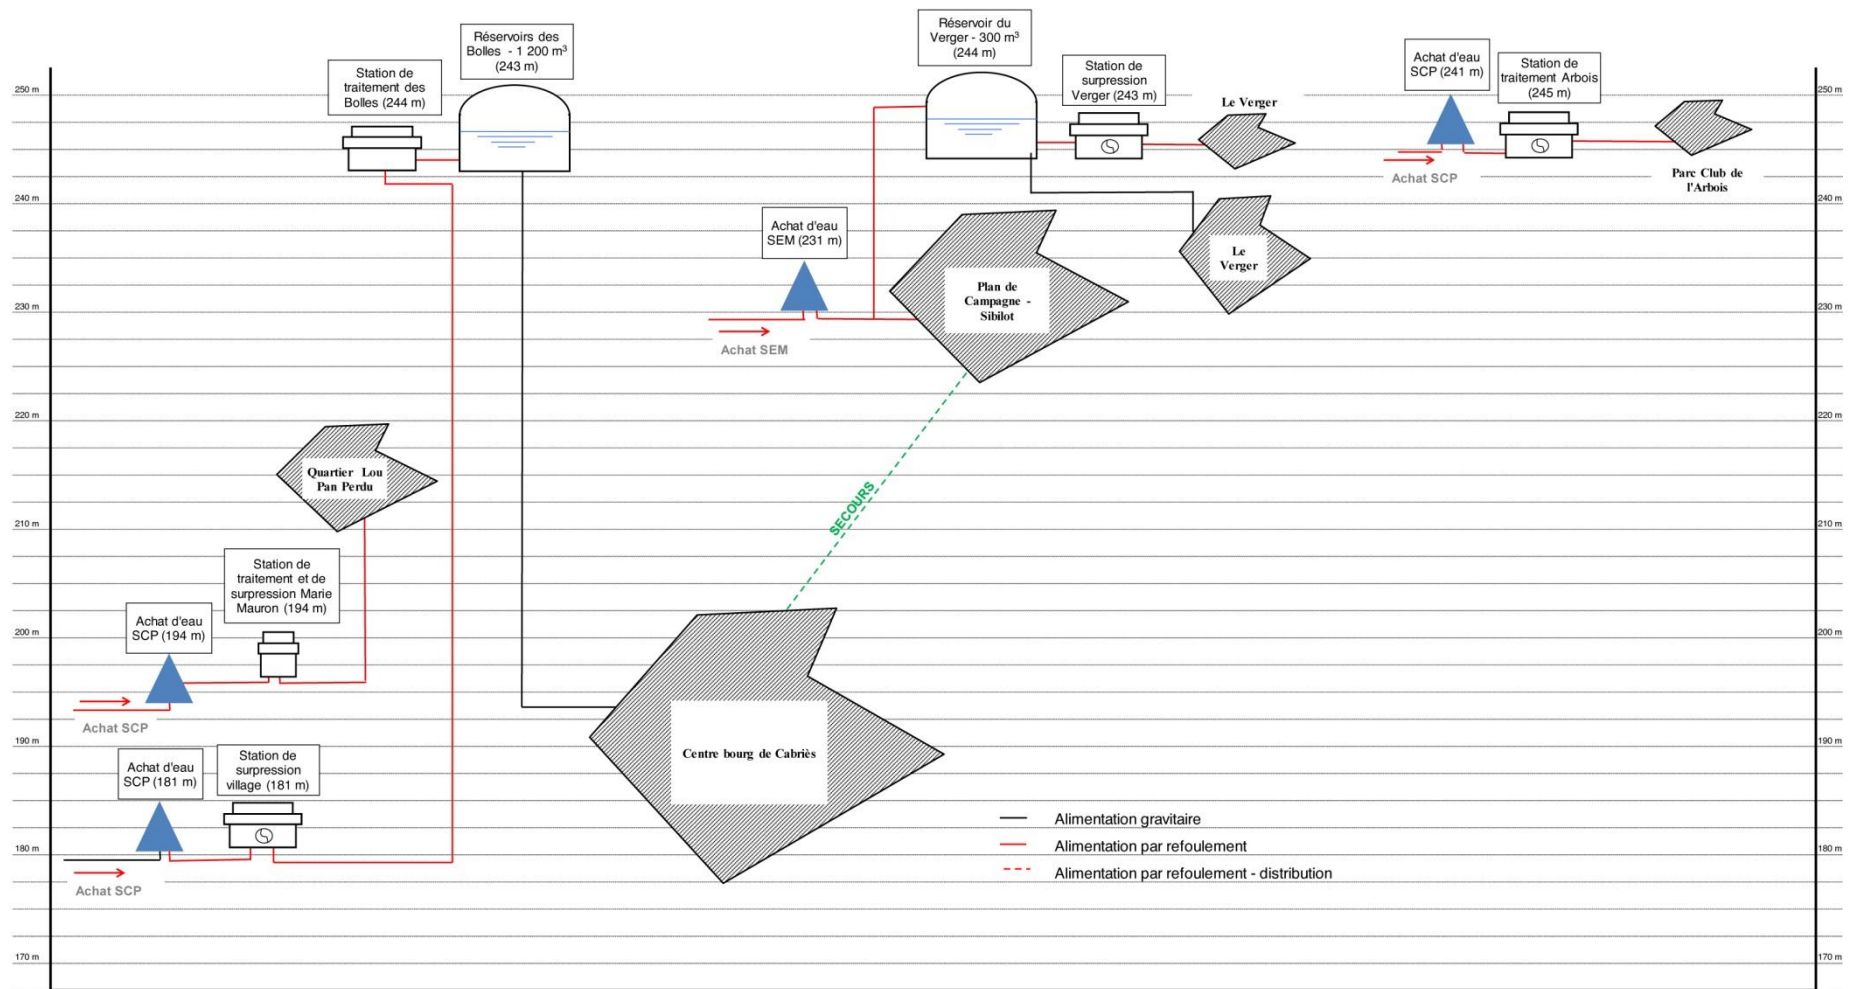 Réservoirs des
Bolles - 1 200 m³
(243 m)
Station de
traitement des
Bolles (244 m)
Réservoir du
Verger - 300 m³
(244 m)
Station de
surpression
Verger (243 m)
Le Verger
Achat d'eau
SCP (241 m)
Station de
traitement Arbois
(245 m)
250 m
250 m
Achat SCP
Parc Club de
l'Arbois
240 m
240 m
Achat d'eau
SEM (231 m)
Le
Verger
Plan de
Campagne -
Sibilot
230 m
230 m
Achat SEM
220 m
220 m
Quartier Lou
Pan Perdu
SECOURS
210 m
210 m
Station de
traitement et de
surpression Marie
Mauron (194 m)
Achat d'eau
SCP (194 m)
200 m
200 m
Achat SCP
190 m
190 m
Centre bourg de Cabriès
Achat d'eau
SCP (181 m)
Station de
surpression
village (181 m)
Alimentation gravitaire
Alimentation par refoulement
Alimentation par refoulement - distribution
180 m
180 m
Achat SCP
170 m
170 m